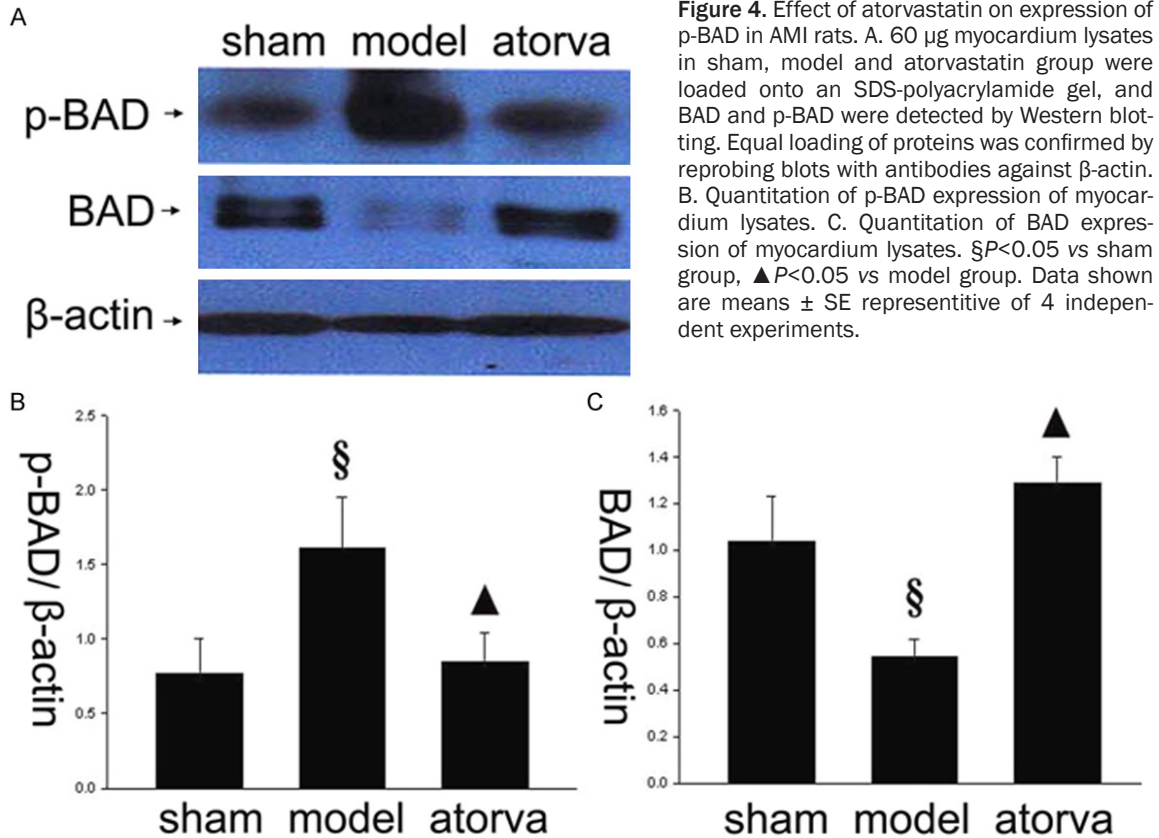 A
sham model atorva
p-BAD
BAD
β-actin
Figure 4. Effect of atorvastatin on expression of
p-BAD in AMI rats. A. 60 µg myocardium lysates
in sham, model and atorvastatin group were
loaded onto an SDS-polyacrylamide gel, and
BAD and p-BAD were detected by Western blot-
ting. Equal loading of proteins was confirmed by
reprobing blots with antibodies against β-actin.
B. Quantitation of p-BAD expression of myocar-
dium lysates. C. Quantitation of BAD expres-
sion of myocardium lysates. §P<0.05 vs sham
group, ▲P<0.05 vs model group. Data shown
are means ± SE representitive of 4 indepen-
dent experiments.
B
p-BAD/ β-actin
2.5
2.0
1.5
1.0
0.5
0.0
§
▲
sham model atorva
C
BAD/ β-actin
1.6
1.4
1.2
1.0
0.8
0.6
0.4
0.2
0.0
§
▲
sham model atorva